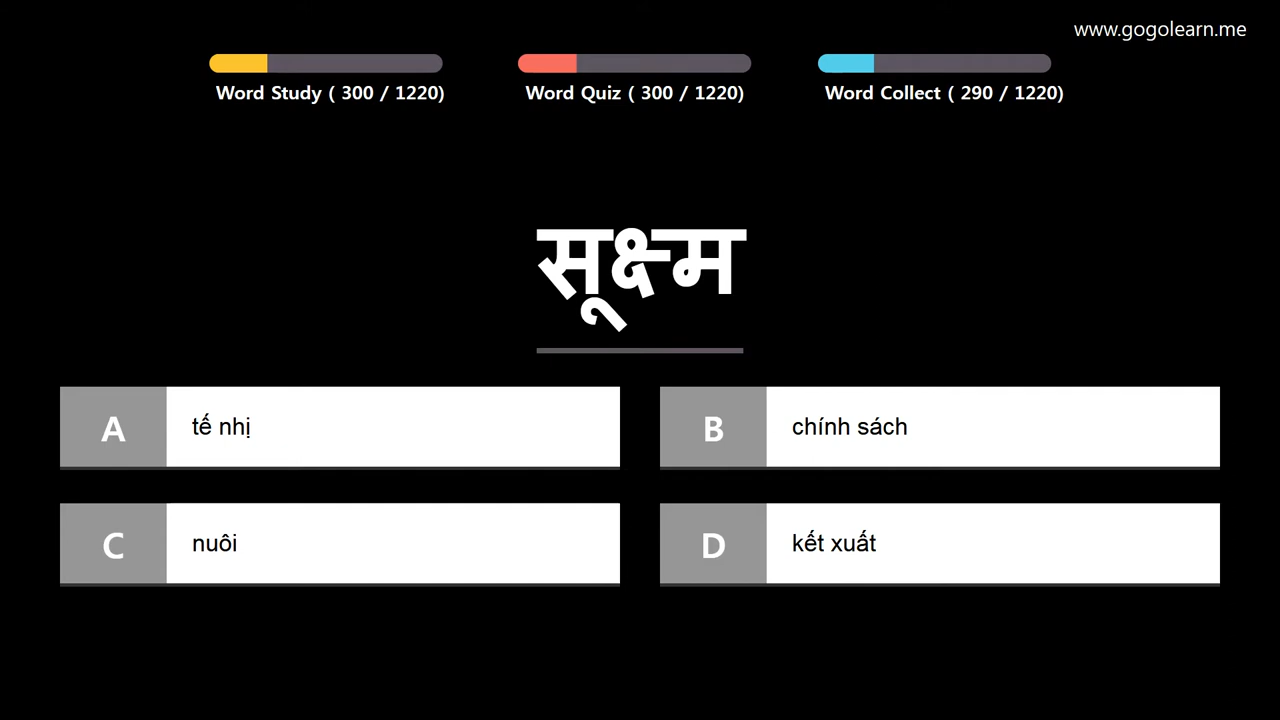 www.gogolearn.me
Word Study ( 300 / 1220)
Word Quiz ( 300 / 1220)
Word Collect ( 290 / 1220)
सूक्ष्म
A tế nhị
B chính sách
C nuôi
D kết xuất